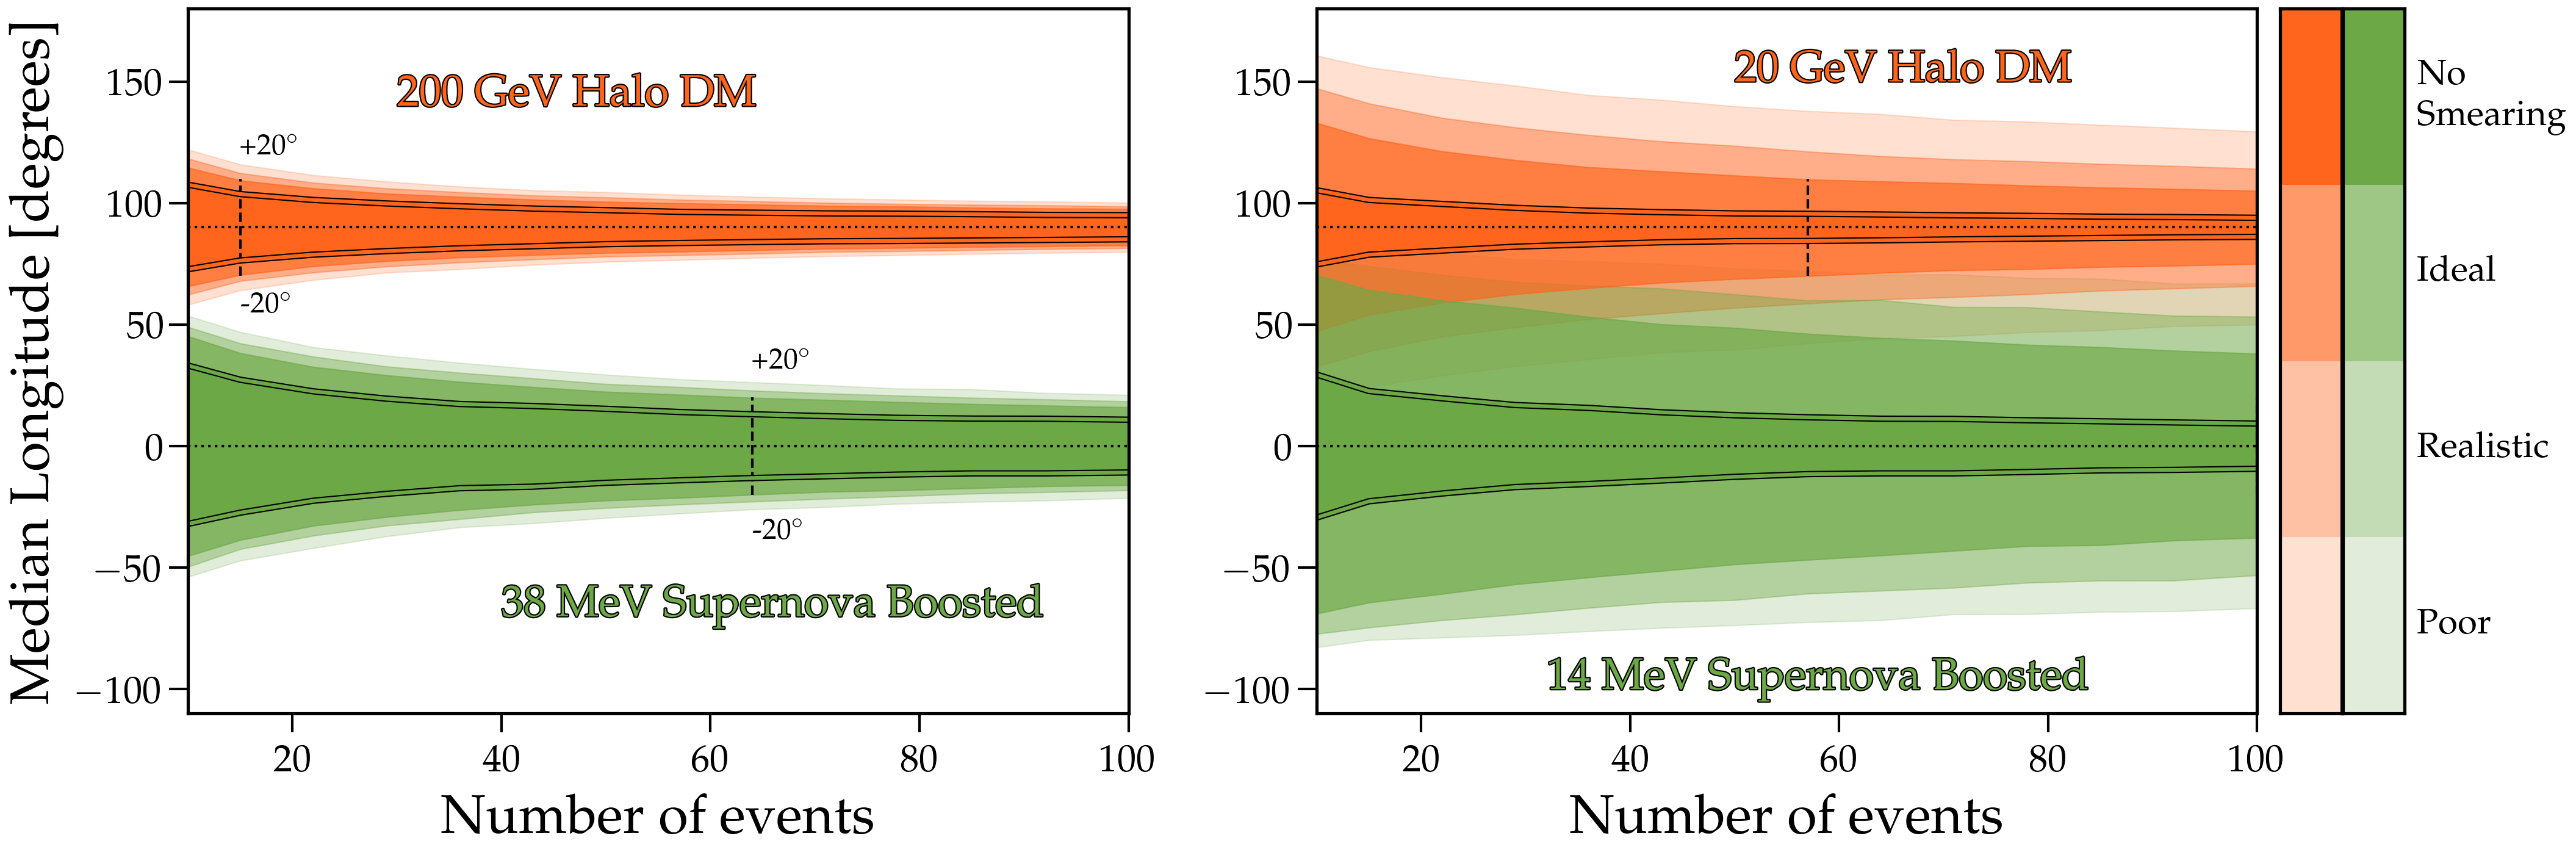 Median Longitude [degrees]
150
100
50
0
−50
−100
200 GeV Halo DM
+20°
-20°
+20°
-20°
38 MeV Supernova Boosted
20
40
60
80
100
Number of events
150
100
50
0
−50
−100
20 GeV Halo DM
14 MeV Supernova Boosted
20
40
60
80
100
Number of events
No
Smearing
Ideal
Realistic
Poor